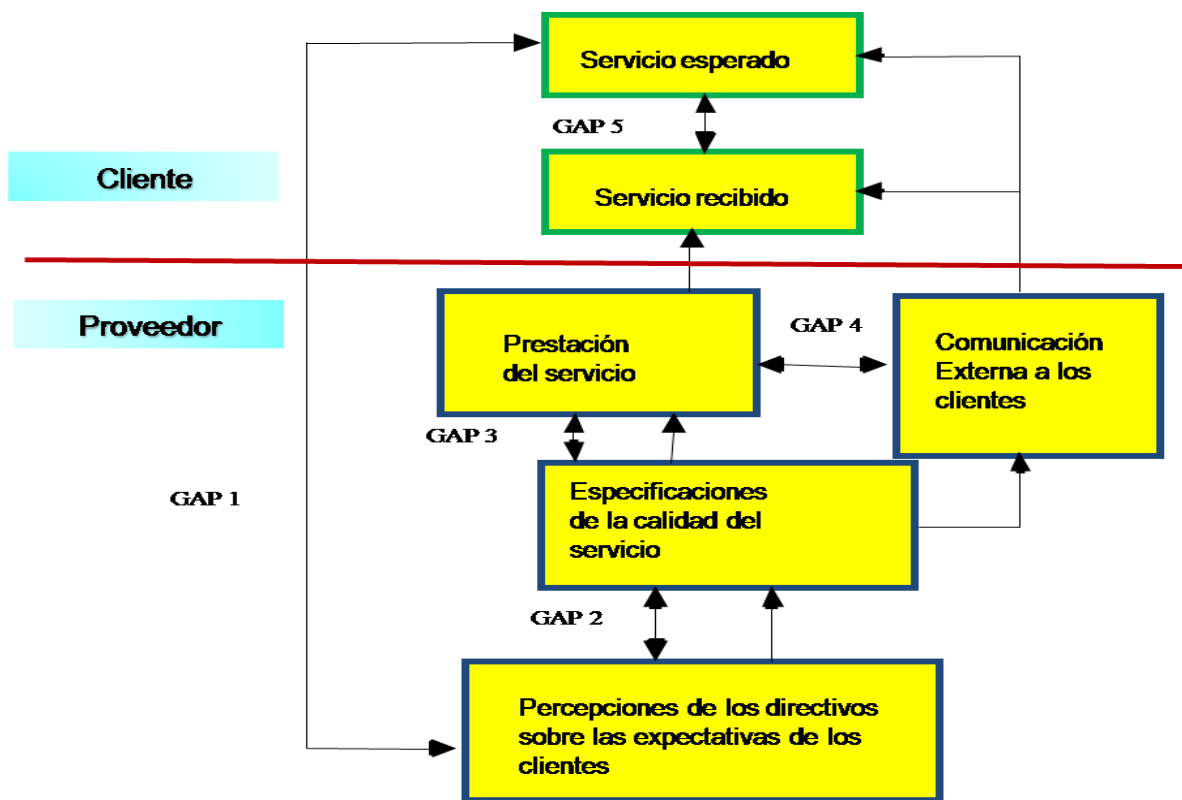 Servicio esperado
GAP 5
Cliente
Servicio recibido
Proveedor
Prestación
del servicio
GAP 4
Comunicación
Externa a los
clientes
GAP 3
GAP 1
Especificaciones
de la calidad del
servicio
GAP 2
Percepciones de los directivos
sobre las expectativas de los
clientes